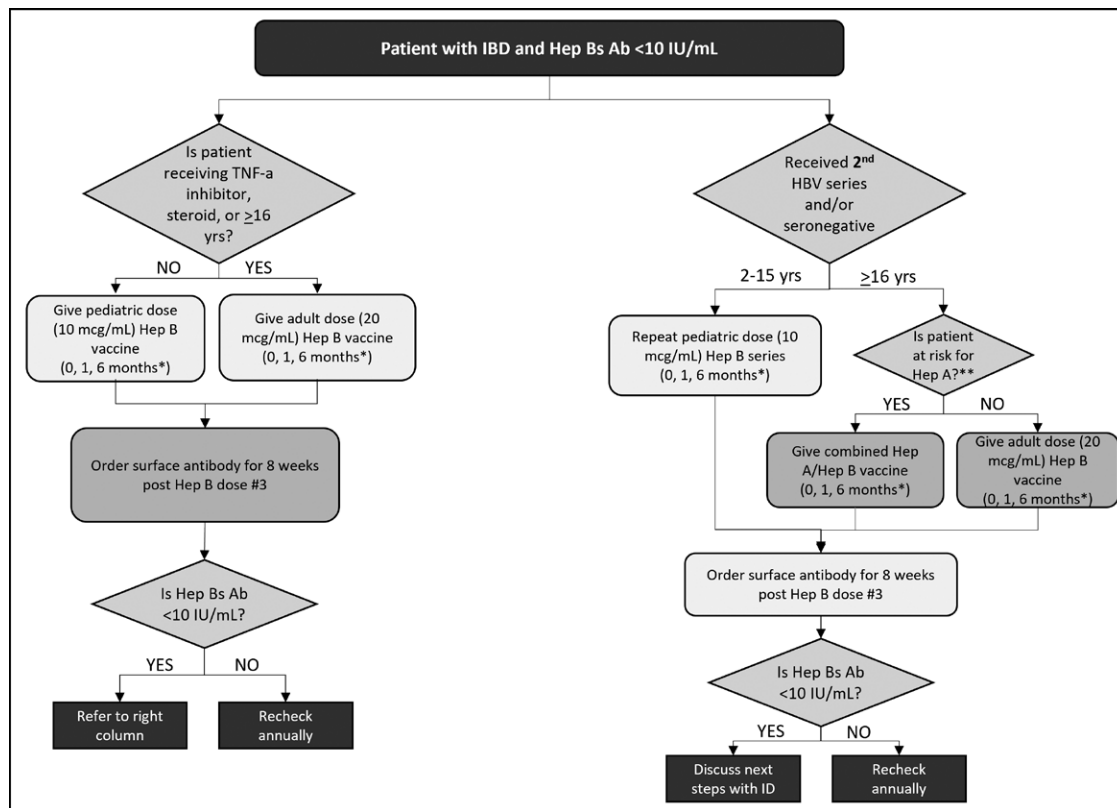 Patient with IBD and Hep Bs Ab <10 IU/mL
Is patient
receiving TNF-a
inhibitor,
steroid, or ≥16
yrs?
NO
YES
Give pediatric dose
(10 mcg/mL) Hep B
vaccine
(0, 1, 6 months*)
Give adult dose (20
mcg/mL) Hep B vaccine
(0, 1, 6 months*)
Order surface antibody for 8 weeks
post Hep B dose #3
Is Hep Bs Ab
<10 IU/mL?
YES
NO
Refer to right
column
Recheck
annually
Received 2nd
HBV series
and/or
seronegative
2-15 yrs
≥16 yrs
Repeat pediatric dose (10
mcg/mL) Hep B series
(0, 1, 6 months*)
Is patient
at risk for
Hep A?**
YES
NO
Give combined Hep
A/Hep B vaccine
(0, 1, 6 months*)
Give adult dose (20
mcg/mL) Hep B
vaccine
(0, 1, 6 months*)
Order surface antibody for 8 weeks
post Hep B dose #3
Is Hep Bs Ab
<10 IU/mL?
YES
NO
Discuss next
steps with ID
Recheck
annually